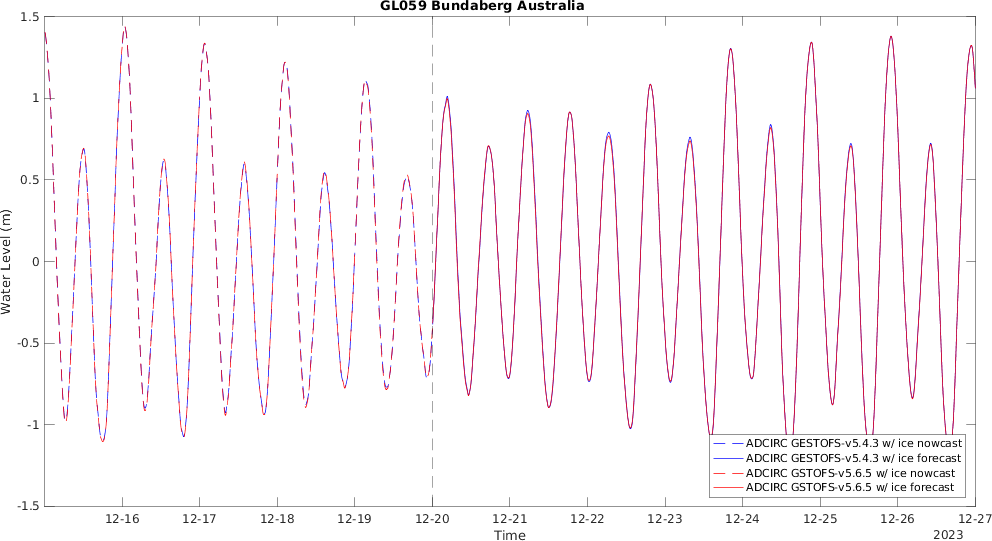 GL059 Bundaberg Australia
1.5
1
0.5
0
-0.5
-1
-1.5
Water Level (m)
ADCIRC GESTOFS-v5.4.3 w/ ice nowcast
ADCIRC GESTOFS-v5.4.3 w/ ice forecast
ADCIRC GSTOFS-v5.6.5 w/ ice nowcast
ADCIRC GSTOFS-v5.6.5 w/ ice forecast
12-16 12-17 12-18 12-19 12-20 12-21 12-22 12-23 12-24 12-25 12-26 12-27
Time
2023